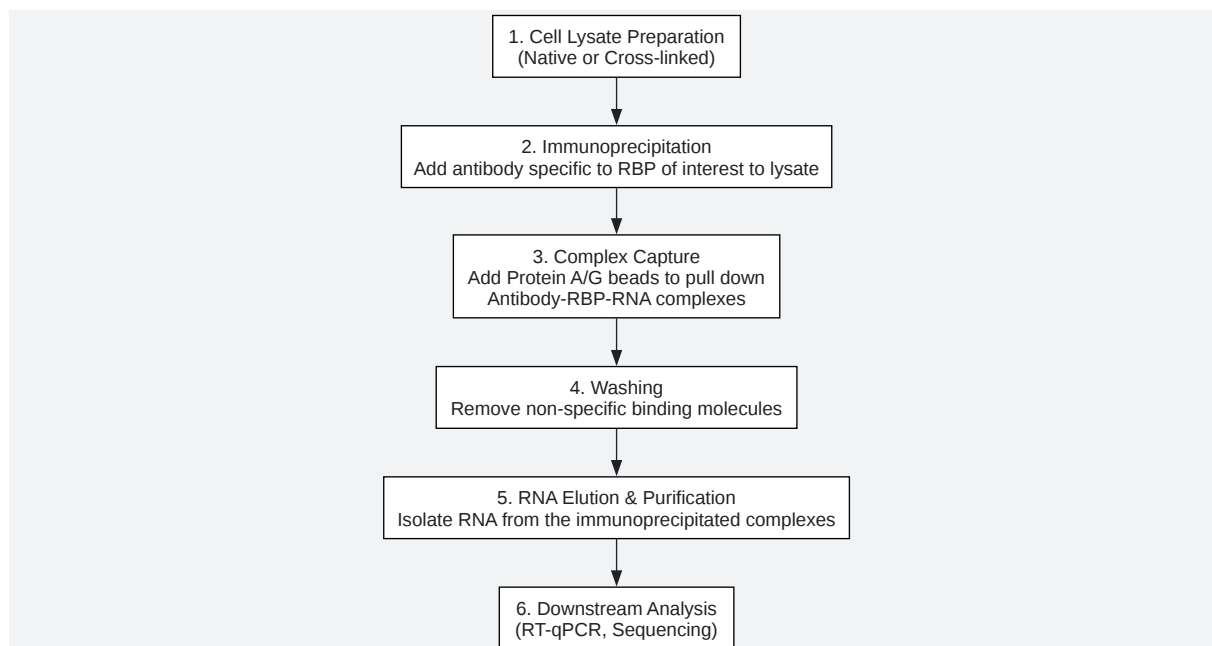 1. Cell Lysate Preparation
(Native or Cross-linked)
2. Immunoprecipitation
Add antibody specific to RBP of interest to lysate
3. Complex Capture
Add Protein A/G beads to pull down
Antibody-RBP-RNA complexes
4. Washing
Remove non-specific binding molecules
5. RNA Elution & Purification
Isolate RNA from the immunoprecipitated complexes
6. Downstream Analysis
(RT-qPCR, Sequencing)